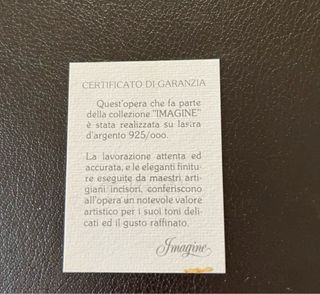 CERTIFICATO DI GARANZIA
Quest'opera che fa parte
della collezione "IMAGINE"
è stata realizzata su lastra
d'argento 925/000.
La lavorazione attenta ed
accurata, e le eleganti finitu-
re eseguite da maestri arti-
giani incisori, conferiscono
all'opera un notevole valore
artistico per i suoi toni deli-
cati ed il gusto raffinato.
Imagine